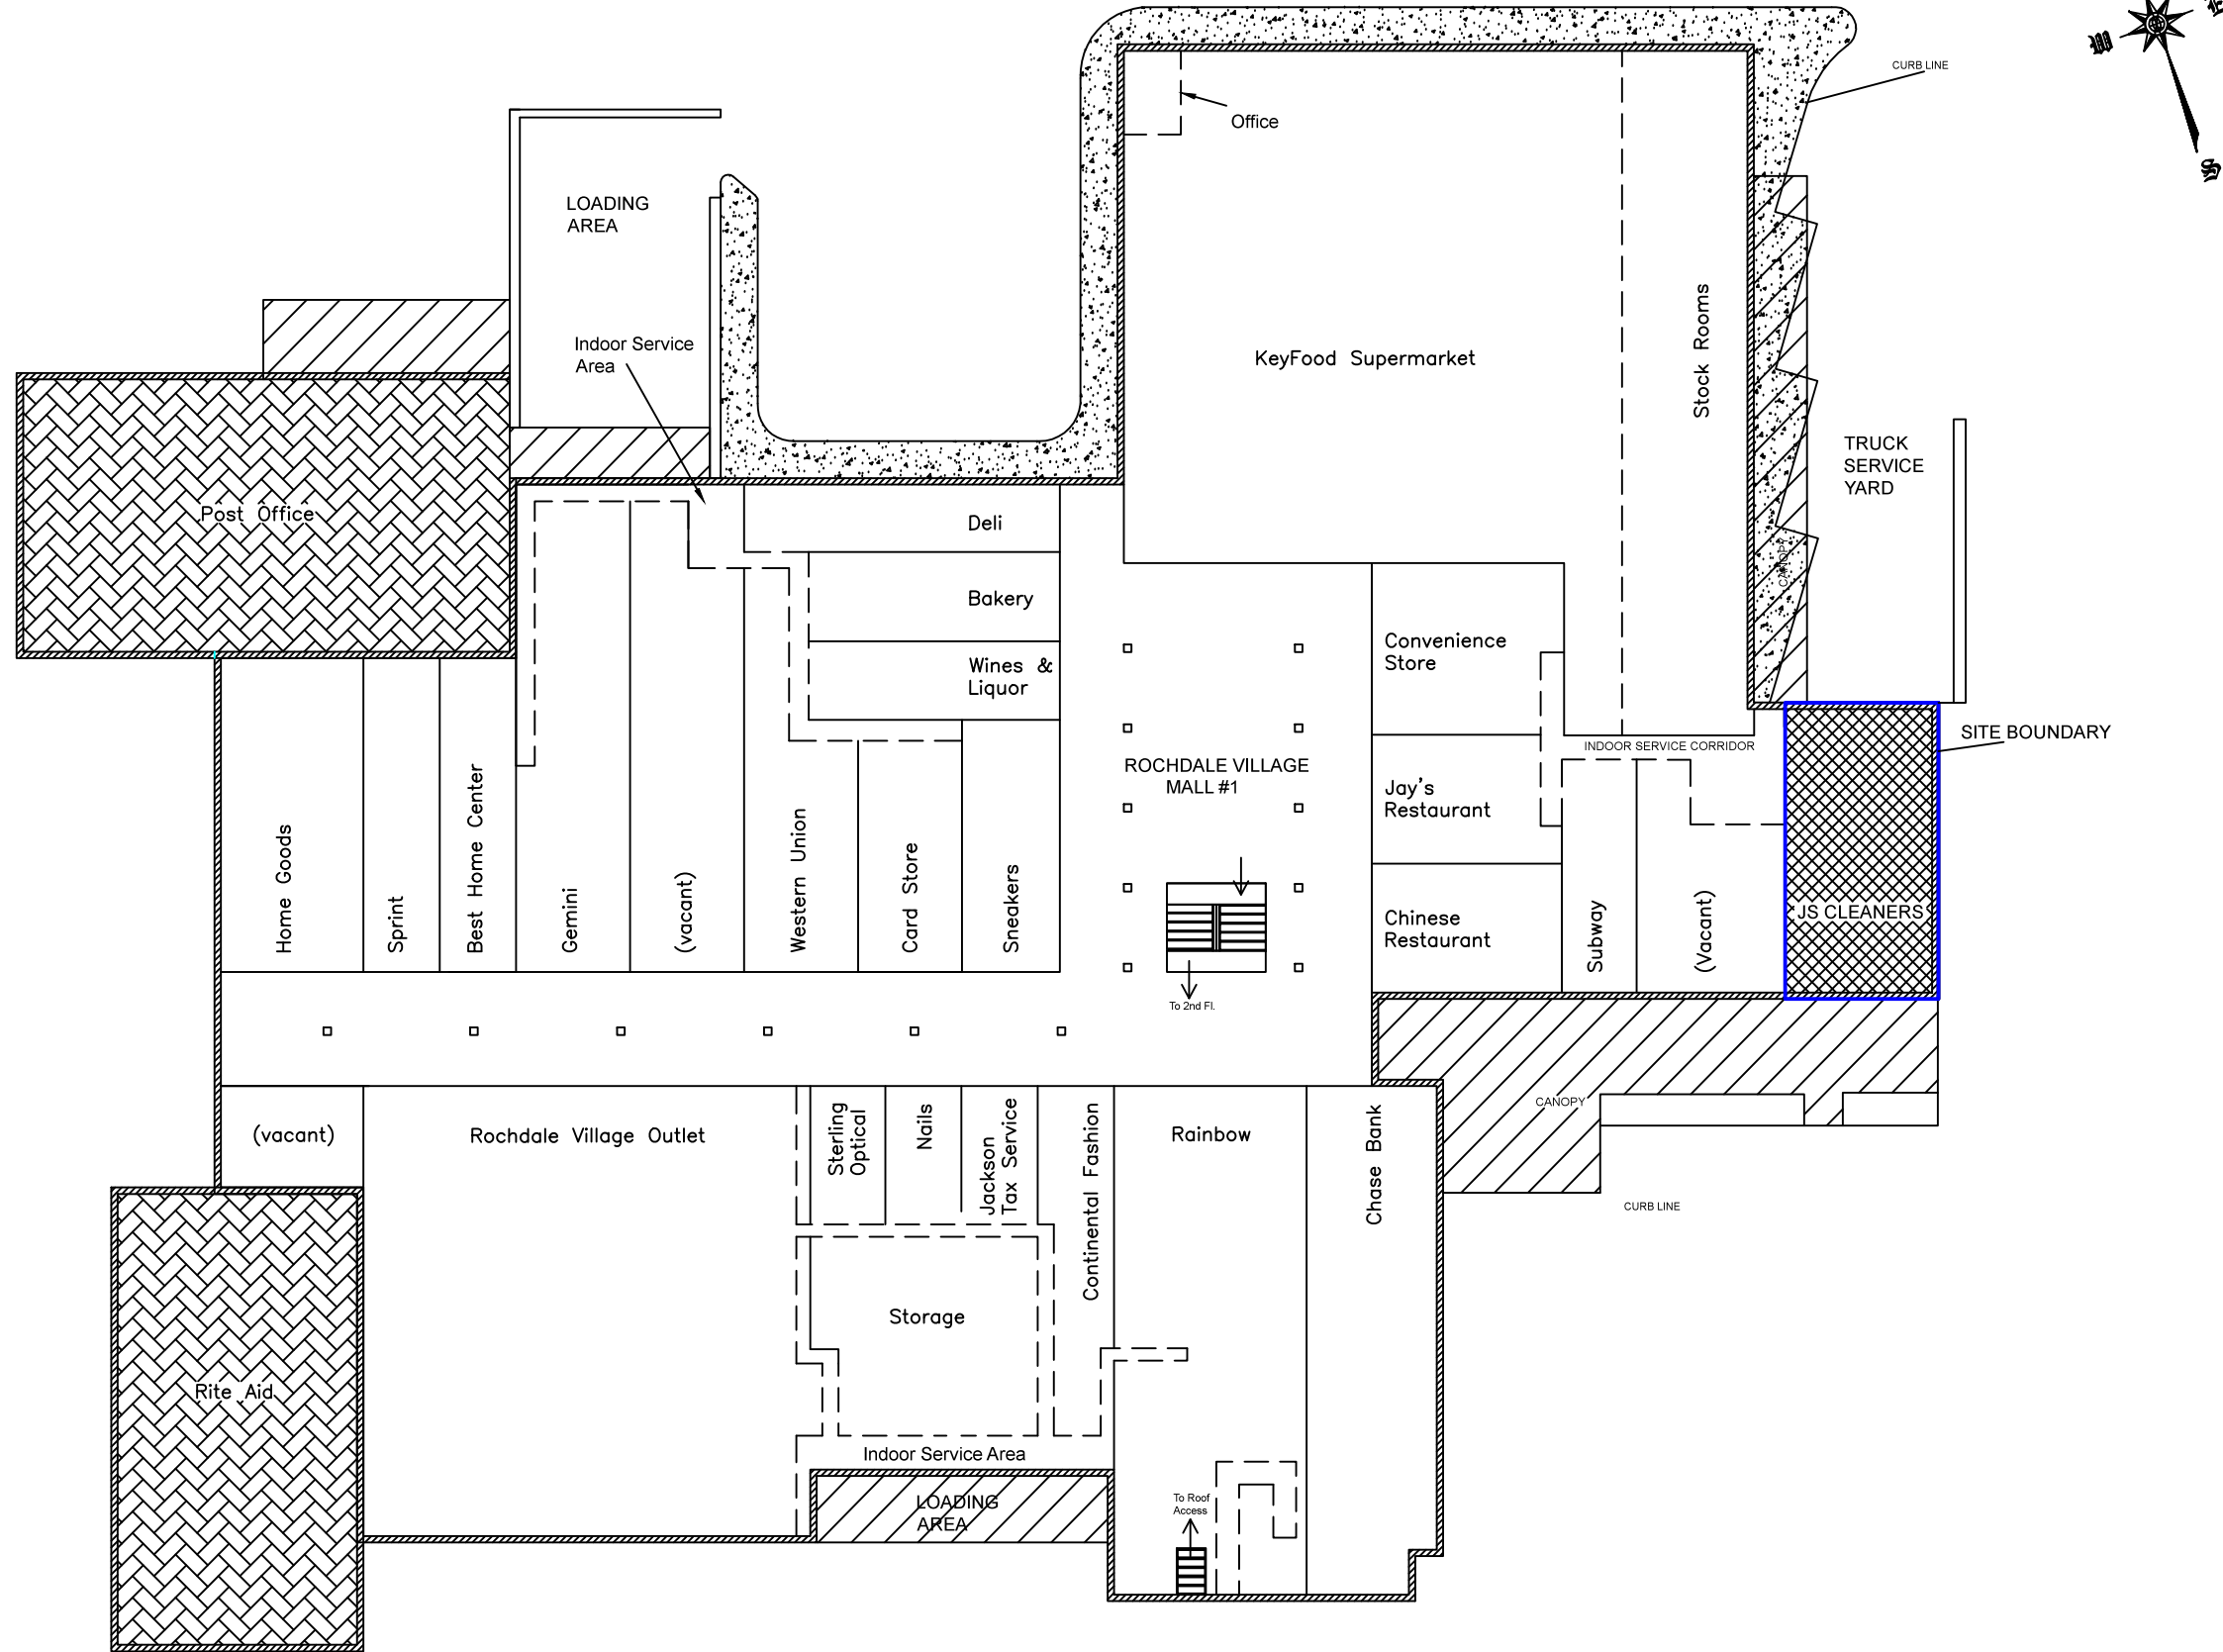 CURB LINE
W
S
Office
LOADING
AREA
Indoor Service
Area
KeyFood Supermarket
Stock Rooms
TRUCK
SERVICE
YARD
CANOPY
Post Office
Deli
Bakery
Wines &
Liquor
Convenience
Store
SITE BOUNDARY
INDOOR SERVICE CORRIDOR
ROCHDALE VILLAGE
MALL #1
Jay's
Restaurant
Home Goods
Sprint
Best Home Center
Gemini
(vacant)
Western Union
Card Store
Sneakers
Chinese
Restaurant
Subway
(Vacant)
JS CLEANERS
To 2nd Fl.
CANOPY
CURB LINE
(vacant)
Rochdale Village Outlet
Sterling
Optical
Nails
Jackson
Tax Service
Continental Fashion
Rainbow
Chase Bank
Storage
Rite Aid
Indoor Service Area
LOADING
AREA
To Roof
Access